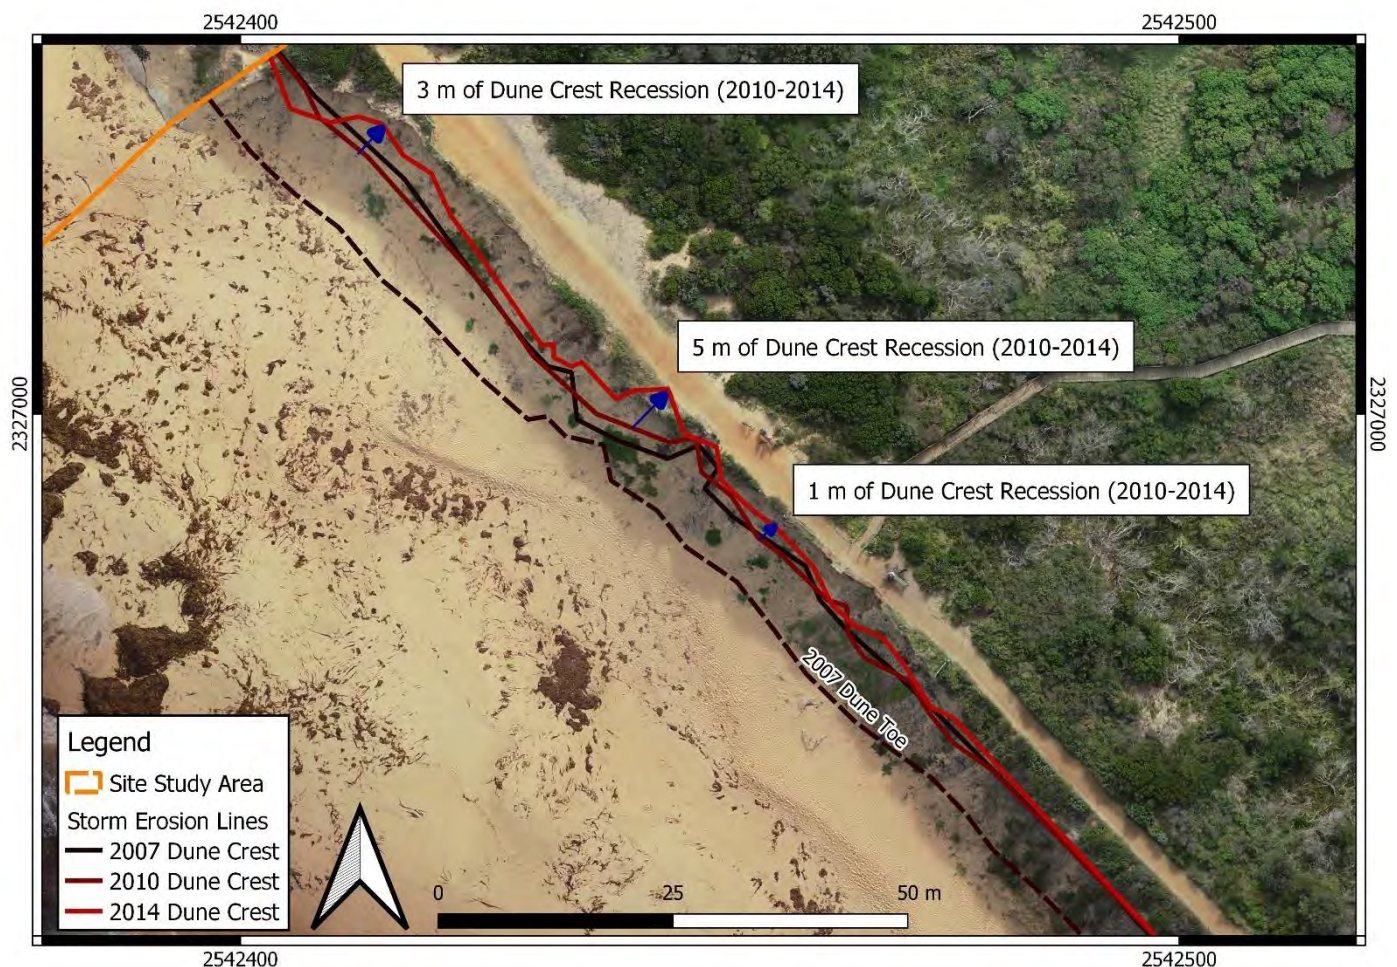 2542400
2542500
3 m of Dune Crest Recession (2010-2014)
5 m of Dune Crest Recession (2010-2014)
2327000
2327000
1 m of Dune Crest Recession (2010-2014)
2007 Dune Toe
Legend
Site Study Area
Storm Erosion Lines
2007 Dune Crest
2010 Dune Crest
2014 Dune Crest
0
25
50 m
2542400
2542500